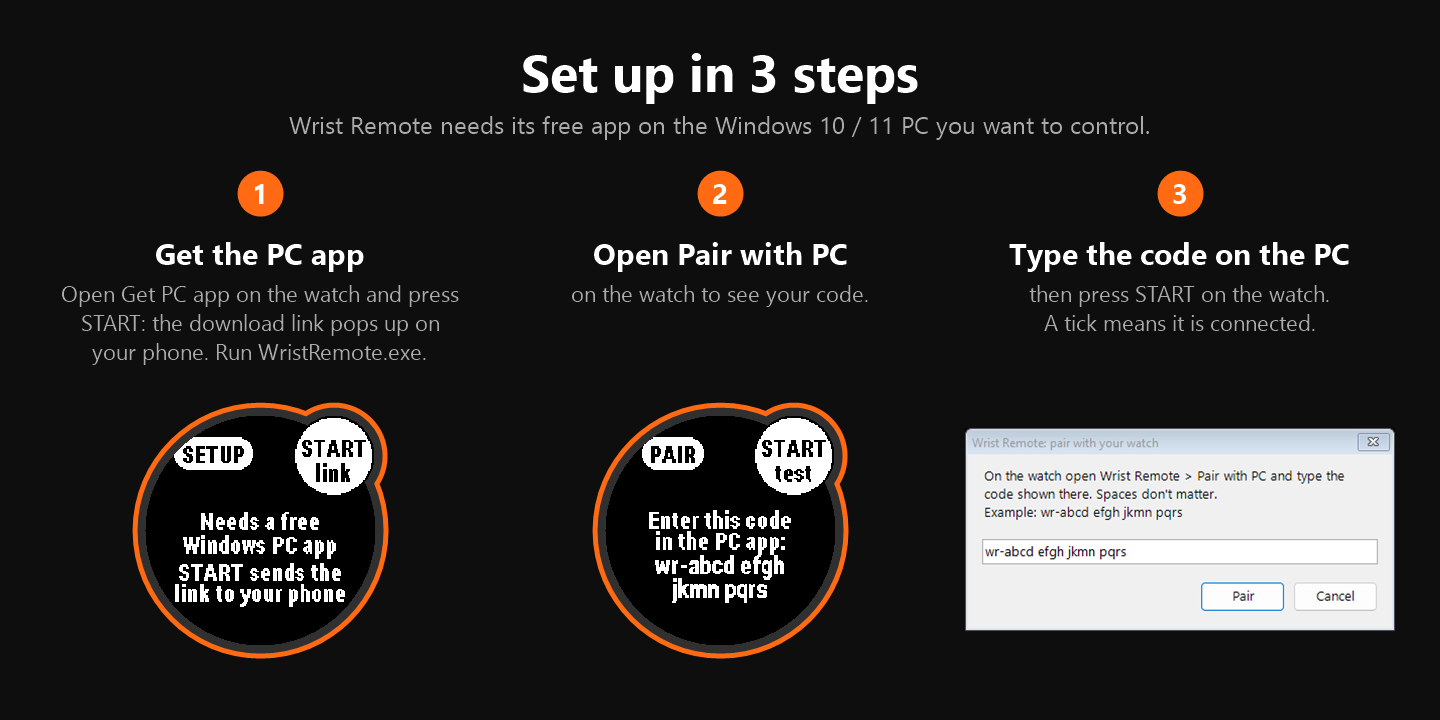 Set up in 3 steps
Wrist Remote needs its free app on the Windows 10 / 11 PC you want to control.
1
Get the PC app
Open Get PC app on the watch and press
START: the download link pops up on
your phone. Run WristRemote.exe.
SETUP
START
link
Needs a free
Windows PC app
START sends the
link to your phone
2
Open Pair with PC
on the watch to see your code.
PAIR
START
test
Enter this code
in the PC app:
wr-abcd efgh
jkmn pqrs
3
Type the code on the PC
then press START on the watch.
A tick means it is connected.
Wrist Remote: pair with your watch
On the watch open Wrist Remote > Pair with PC and type the
code shown there. Spaces don't matter.
Example: wr-abcd efgh jkmn pqrs
wr-abcd efgh jkmn pqrs
Pair
Cancel